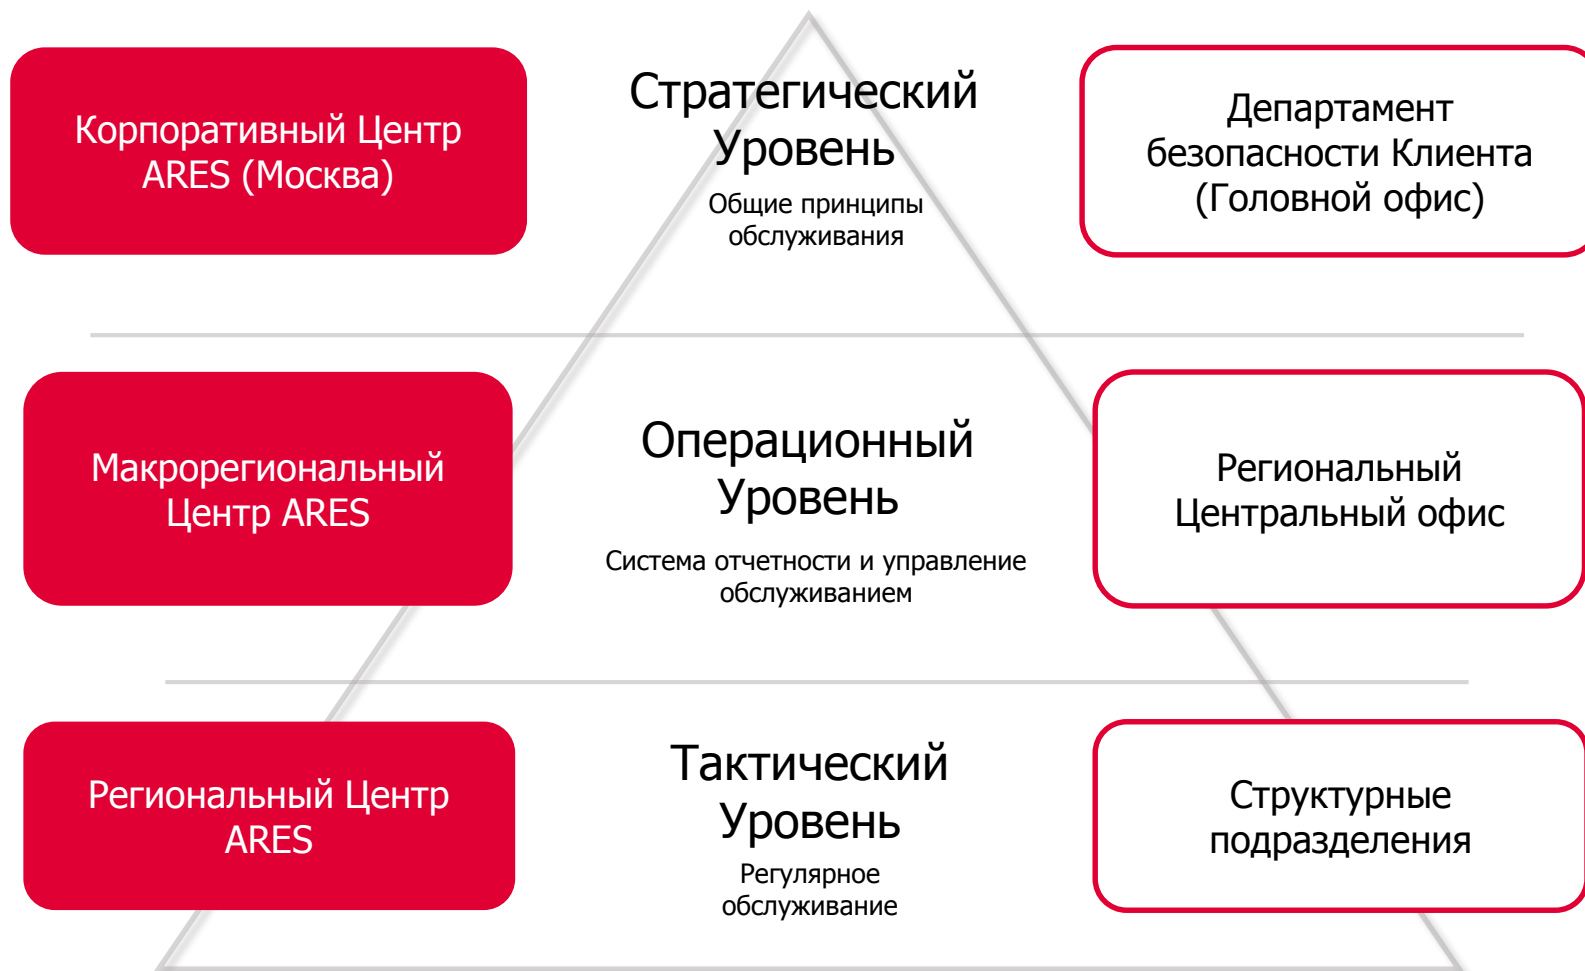 Корпоративный Центр
ARES (Москва)
Стратегический
Уровень
Общие принципы
обслуживания
Департамент
безопасности Клиента
(Головной офис)
Макрорегиональный
Центр ARES
Операционный
Уровень
Система отчетности и управление
обслуживанием
Региональный
Центральный офис
Региональный Центр
ARES
Тактический
Уровень
Регулярное
обслуживание
Структурные
подразделения